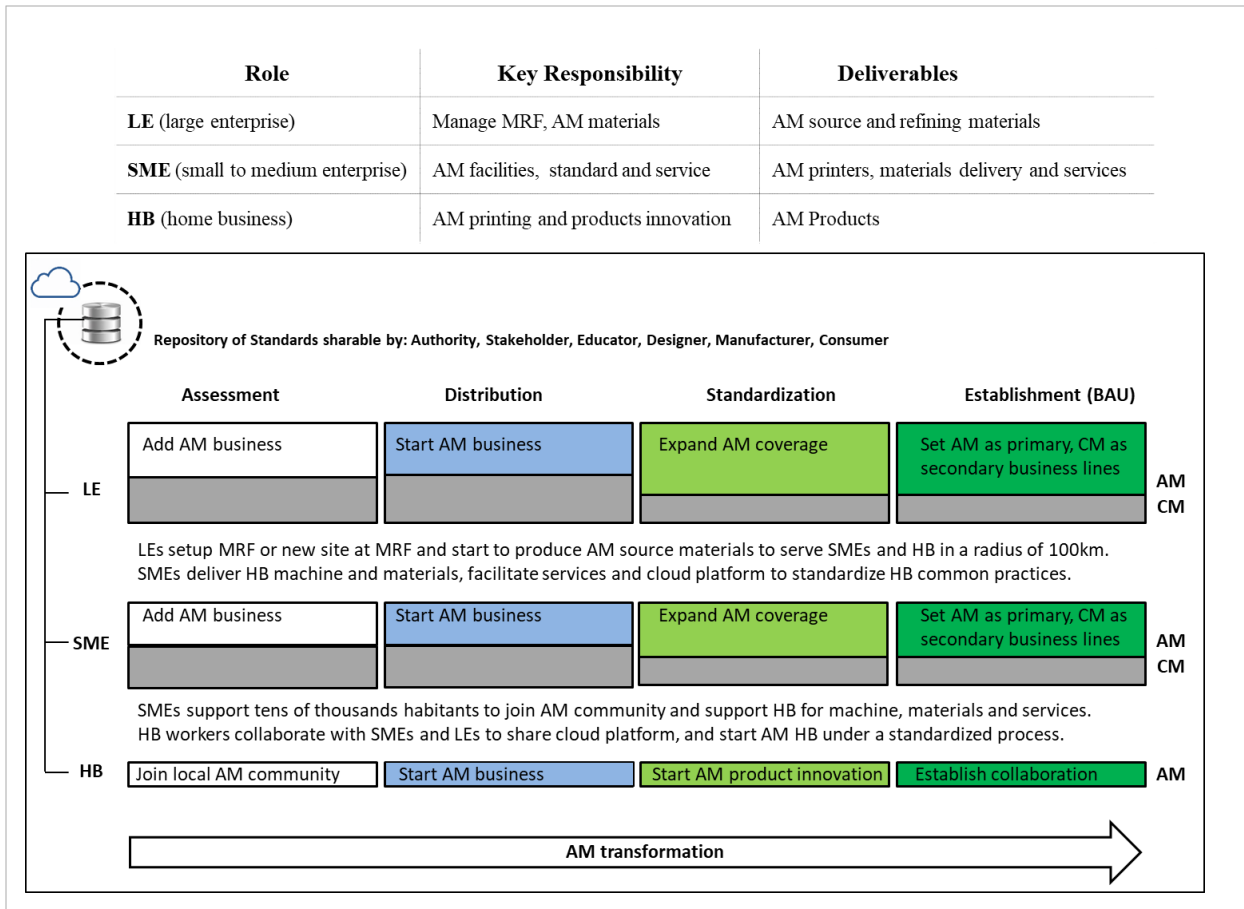 Role Key Responsibility Deliverables
LE (large enterprise) Manage MRF, AM materials AM source and refining materials
SME (small to medium enterprise) AM facilities, standard and service AM printers, materials delivery and services
HB (home business) AM printing and products innovation AM Products
Repository of Standards sharable by: Authority, Stakeholder, Educator, Designer, Manufacturer, Consumer
Assessment Distribution Standardization Establishment (BAU)
LE
Add AM business
Start AM business
Expand AM coverage
Set AM as primary, CM as
secondary business lines
AM
CM
LEs setup MRF or new site at MRF and start to produce AM source materials to serve SMEs and HB in a radius of 100km.
SMEs deliver HB machine and materials, facilitate services and cloud platform to standardize HB common practices.
SME
Add AM business
Start AM business
Expand AM coverage
Set AM as primary, CM as
secondary business lines
AM
CM
SMEs support tens of thousands habitants to join AM community and support HB for machine, materials and services.
HB workers collaborate with SMEs and LEs to share cloud platform, and start AM HB under a standardized process.
HB
Join local AM community
Start AM business
Start AM product innovation
Establish collaboration
AM
AM transformation